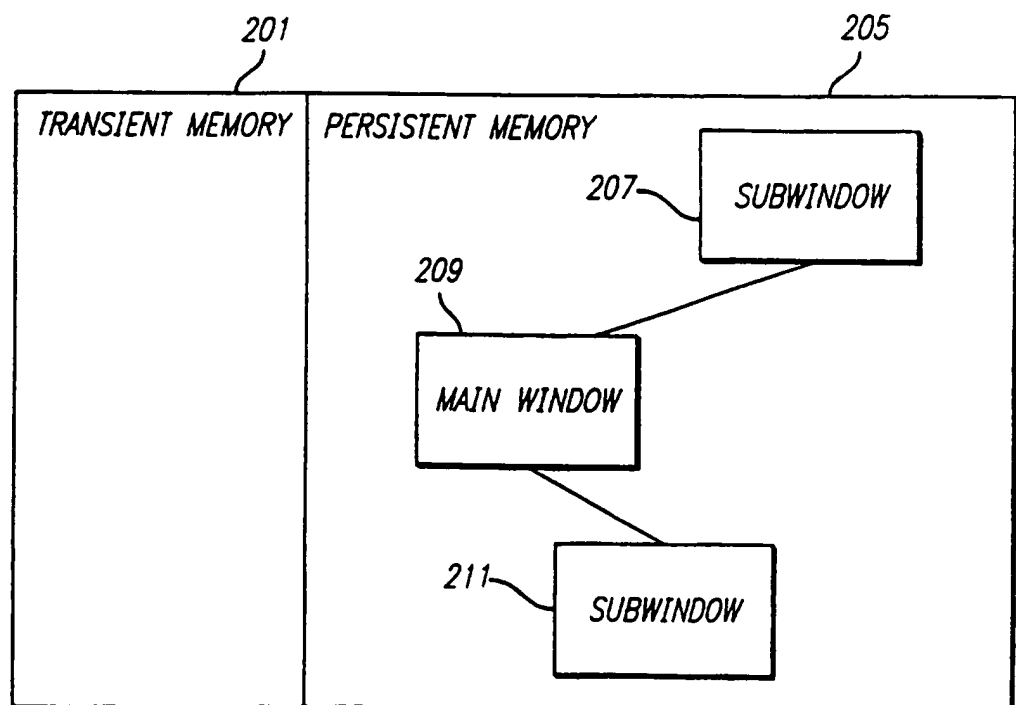 201
205
TRANSIENT MEMORY
PERSISTENT MEMORY
207
SUBWINDOW
209
MAIN WINDOW
211
SUBWINDOW